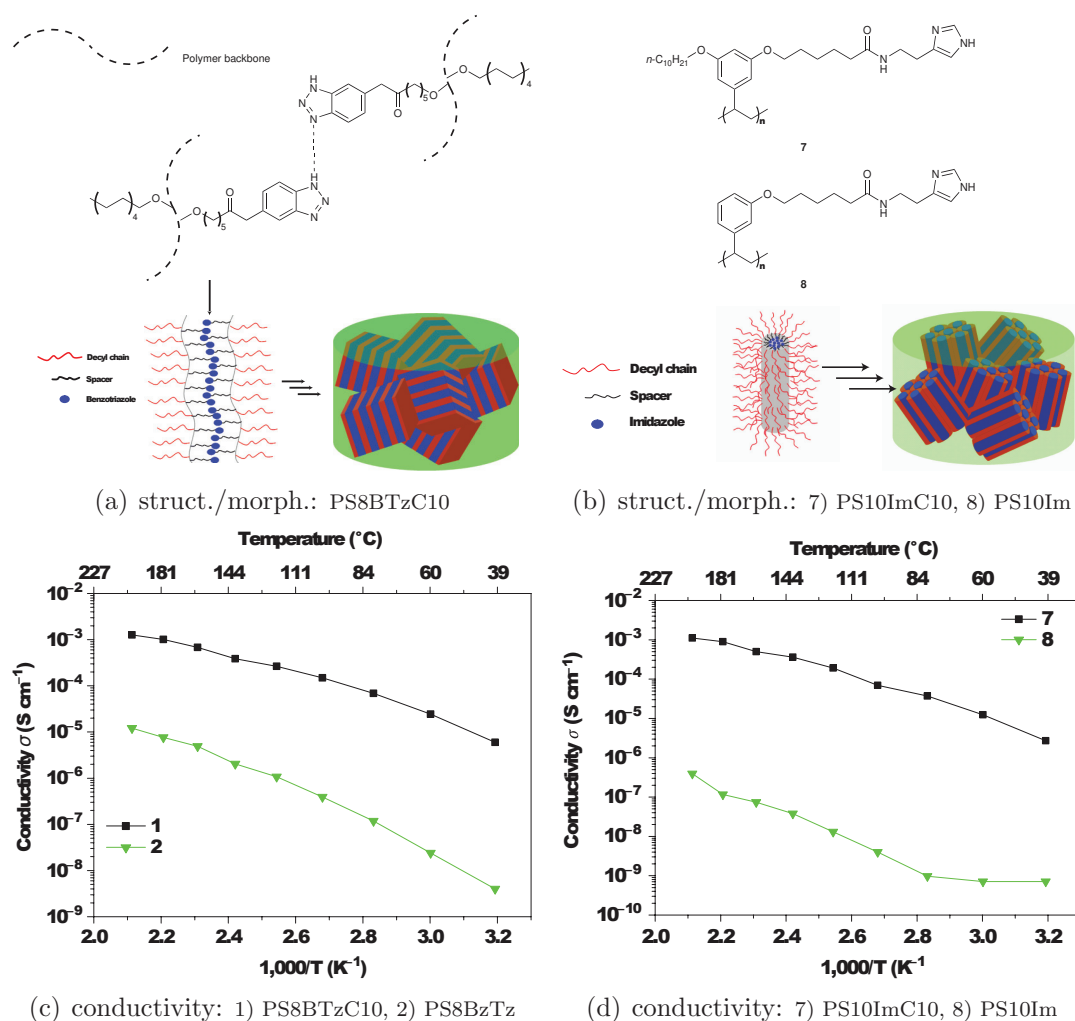 Polymer backbone
H
N
N
N
O
5
O
O
4
4
O
O
5
O
H
N
N
N
Decyl chain
Spacer
Benzotriazole
(a) struct./morph.: PS8BTzC10
n-C10H21
O
O
O
N
H
N
NH
n
7
O
O
N
H
N
NH
n
8
Decyl chain
Spacer
Imidazole
(b) struct./morph.: 7) PS10ImC10, 8) PS10Im
Temperature (°C)
227 181 144 111 84 60 39
10−2
10−3
10−4
10−5
10−6
10−7
10−8
10−9
Conductivity σ (S cm−1)
1
2
2.0 2.2 2.4 2.6 2.8 3.0 3.2
1,000/T (K−1)
(c) conductivity: 1) PS8BTzC10, 2) PS8BzTz
Temperature (°C)
227 181 144 111 84 60 39
10−2
10−3
10−4
10−5
10−6
10−7
10−8
10−9
10−10
Conductivity σ (S cm−1)
7
8
2.0 2.2 2.4 2.6 2.8 3.0 3.2
1,000/T (K−1)
(d) conductivity: 7) PS10ImC10, 8) PS10Im